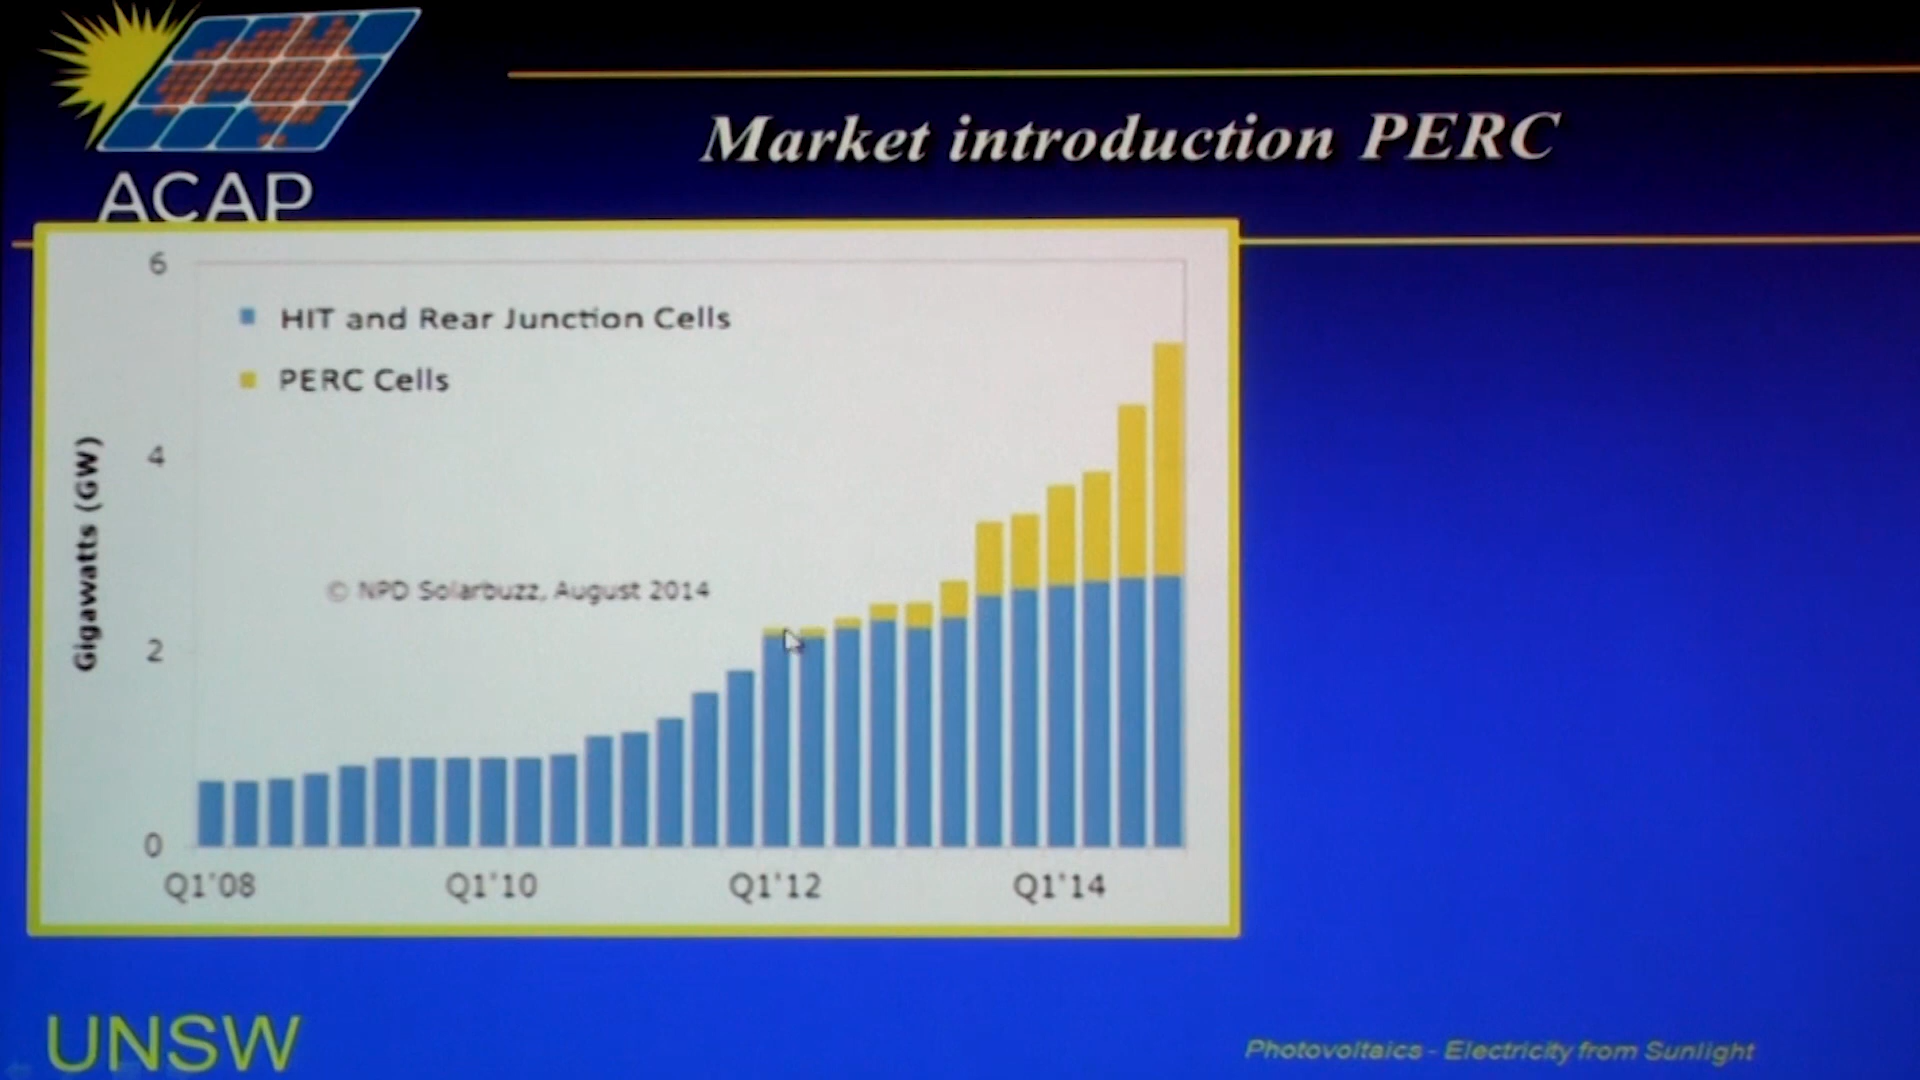 ACAP
Market introduction PERC
6
HIT and Rear Junction Cells
PERC Cells
4
Gigawatts (GW)
© NPD Solarbuzz, August 2014
2
0
Q1'08
Q1'10
Q1'12
Q1'14
UNSW
Photovoltaics - Electricity from Sunlight